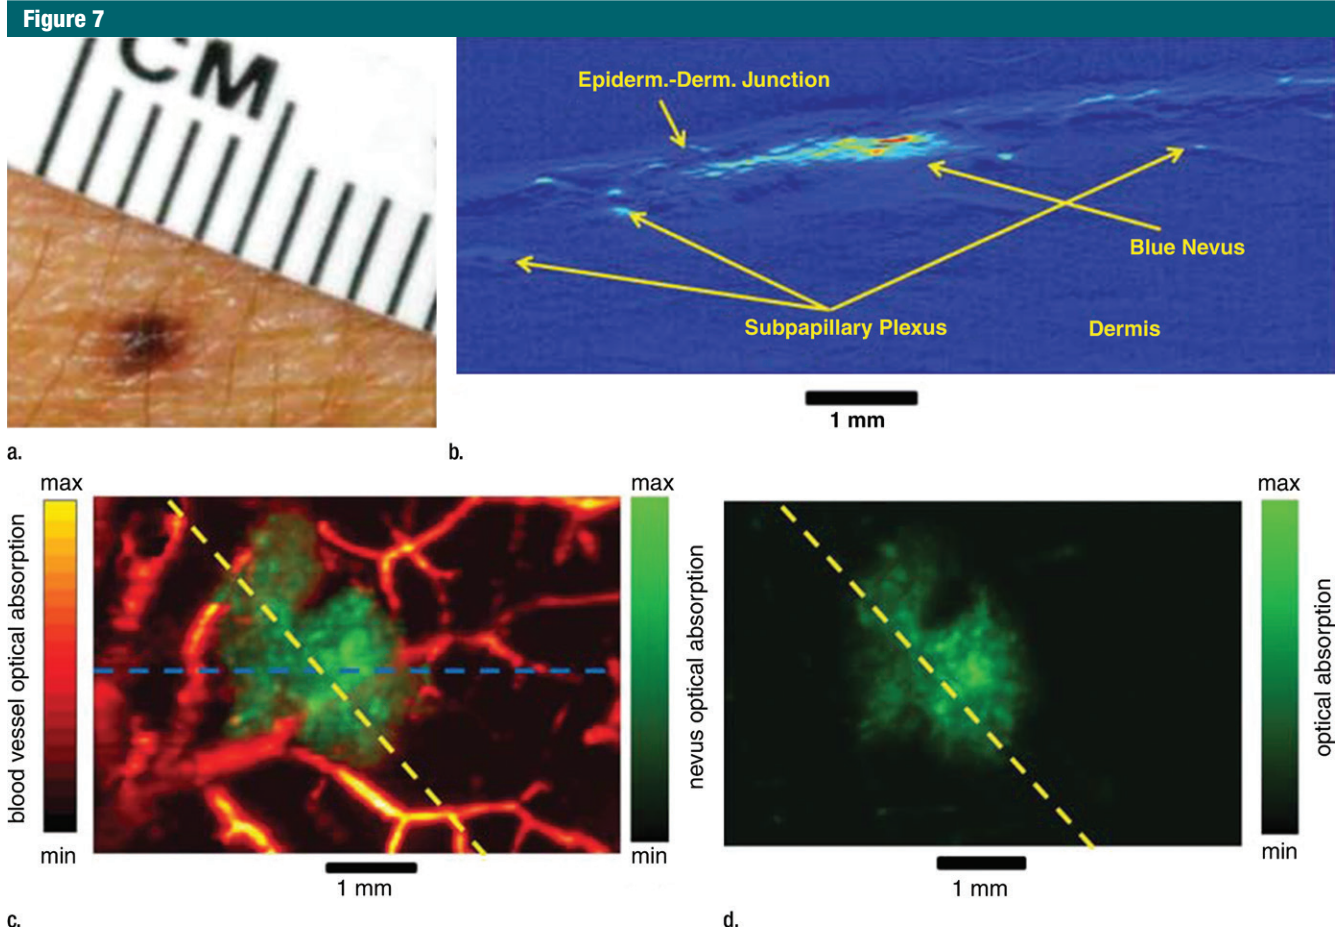 Figure 7
CM
Epiderm.-Derm. Junction
Blue Nevus
Subpapillary Plexus
Dermis
1 mm
a.
b.
max
blood vessel optical absorption
min
max
nevus optical absorption
min
1 mm
max
optical absorption
min
1 mm
c.
d.